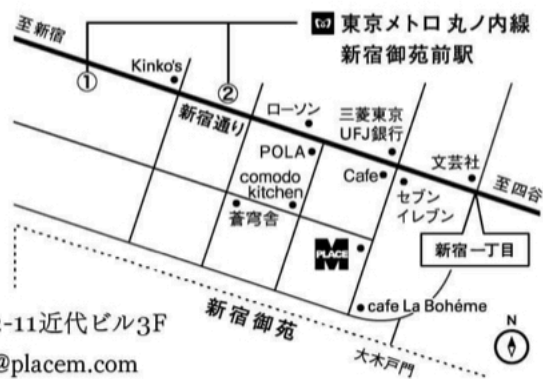 東京メトロ 丸ノ内線
新宿御苑前駅
至新宿
①
②
Kinko's
新宿通り
ローソン
三菱東京
UFJ銀行
POLA
Cafe
文芸社
至四谷
comodo
kitchen
蒼穹舎
セブン
イレブン
M
PLACE
新宿一丁目
cafe La Bohéme
新宿御苑
大木戸門
N
-11近代ビル3F
@placem.com